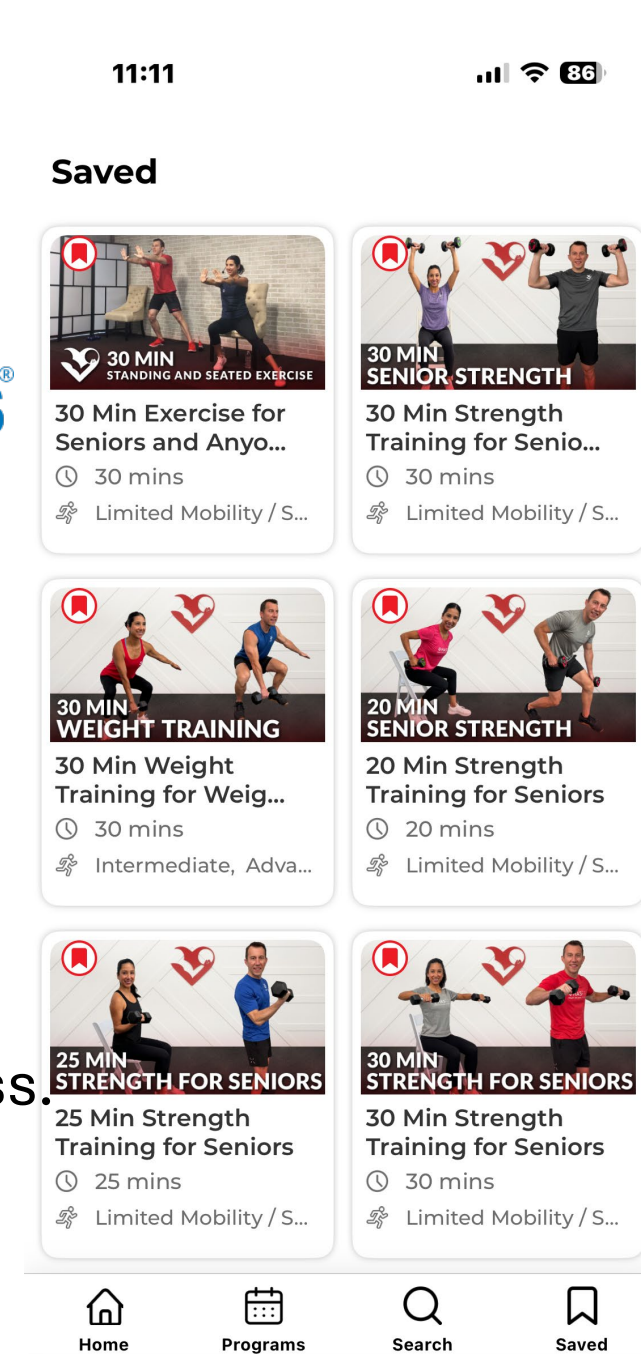 11:11
86
Saved
®
30 MIN
STANDING AND SEATED EXERCISE
30 Min Exercise for
Seniors and Anyo...
30 mins
Limited Mobility / S...
30 MIN
SENIOR STRENGTH
30 Min Strength
Training for Senio...
30 mins
Limited Mobility / S...
30 MIN
WEIGHT TRAINING
30 Min Weight
Training for Weig...
30 mins
Intermediate, Adva...
20 MIN
SENIOR STRENGTH
20 Min Strength
Training for Seniors
20 mins
Limited Mobility / S...
ss.
25 MIN
STRENGTH FOR SENIORS
25 Min Strength
Training for Seniors
25 mins
Limited Mobility / S...
30 MIN
STRENGTH FOR SENIORS
30 Min Strength
Training for Seniors
30 mins
Limited Mobility / S...
Home
Programs
Search
Saved